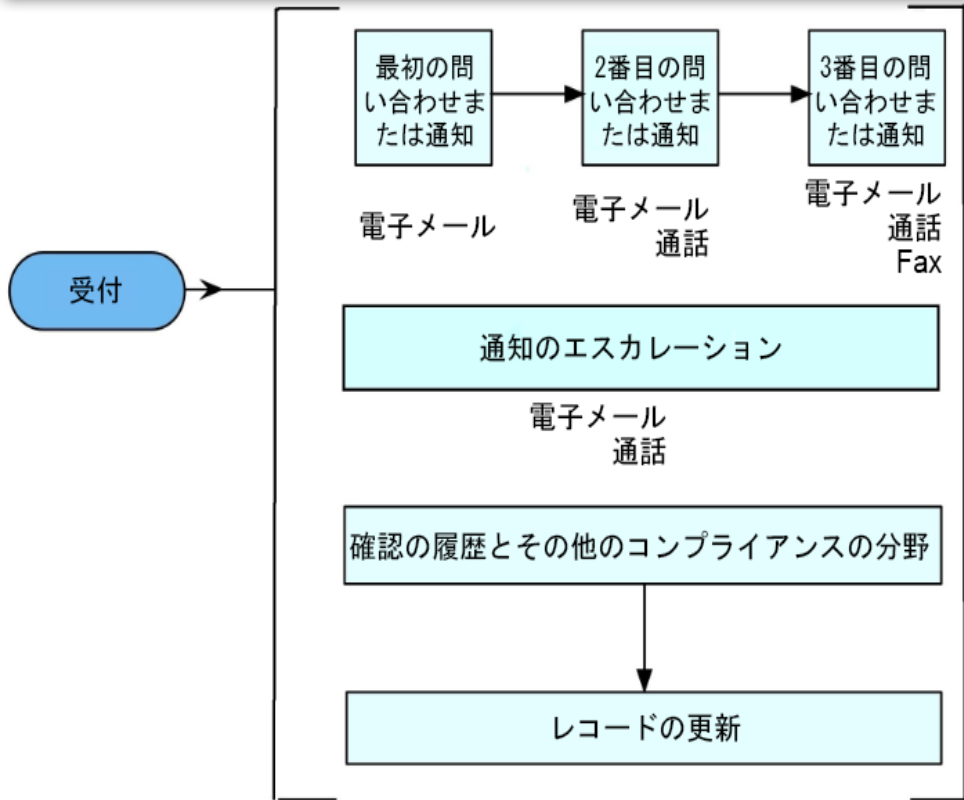 最初の問
い合わせま
たは通知
2番目の問
い合わせま
たは通知
3番目の問
い合わせま
たは通知
電子メール
電子メール
通話
電子メール
通話
Fax
受付
通知のエスカレーション
電子メール
通話
確認の履歴とその他のコンプライアンスの分野
レコードの更新